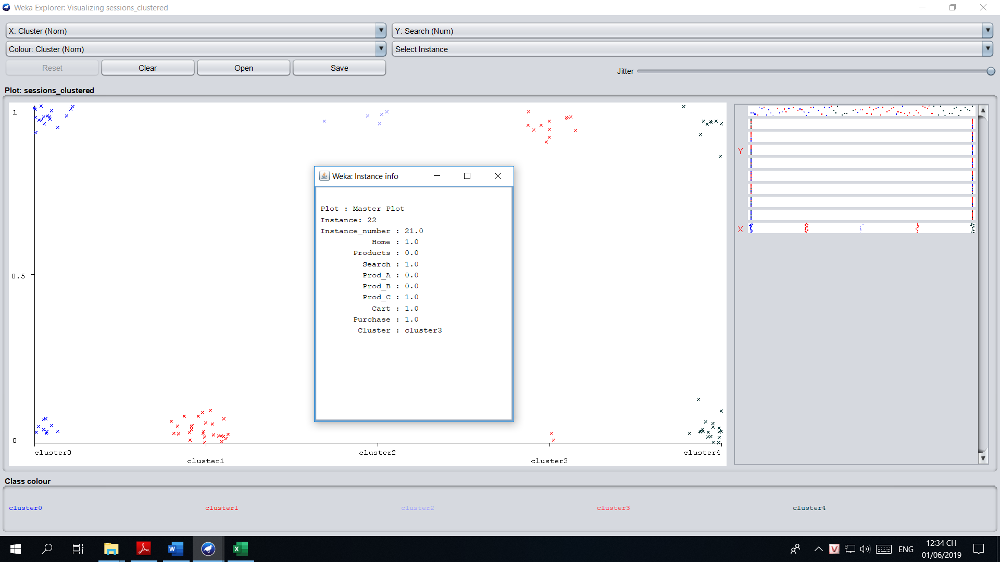 Weka Explorer: Visualizing sessions_clustered
X: Cluster (Nom)
Y: Search (Num)
Colour: Cluster (Nom)
Select Instance
Reset
Clear
Open
Save
Jitter
Plot: sessions_clustered
1
0.5
0
cluster0
cluster1
cluster2
cluster3
cluster4
Y
X
Weka: Instance info
Plot : Master Plot
Instance: 22
Instance_number : 21.0
Home : 1.0
Products : 0.0
Search : 1.0
Prod_A : 0.0
Prod_B : 0.0
Prod_C : 1.0
Cart : 1.0
Purchase : 1.0
Cluster : cluster3
Class colour
cluster0
cluster1
cluster2
cluster3
cluster4
ENG
12:34 CH
01/06/2019